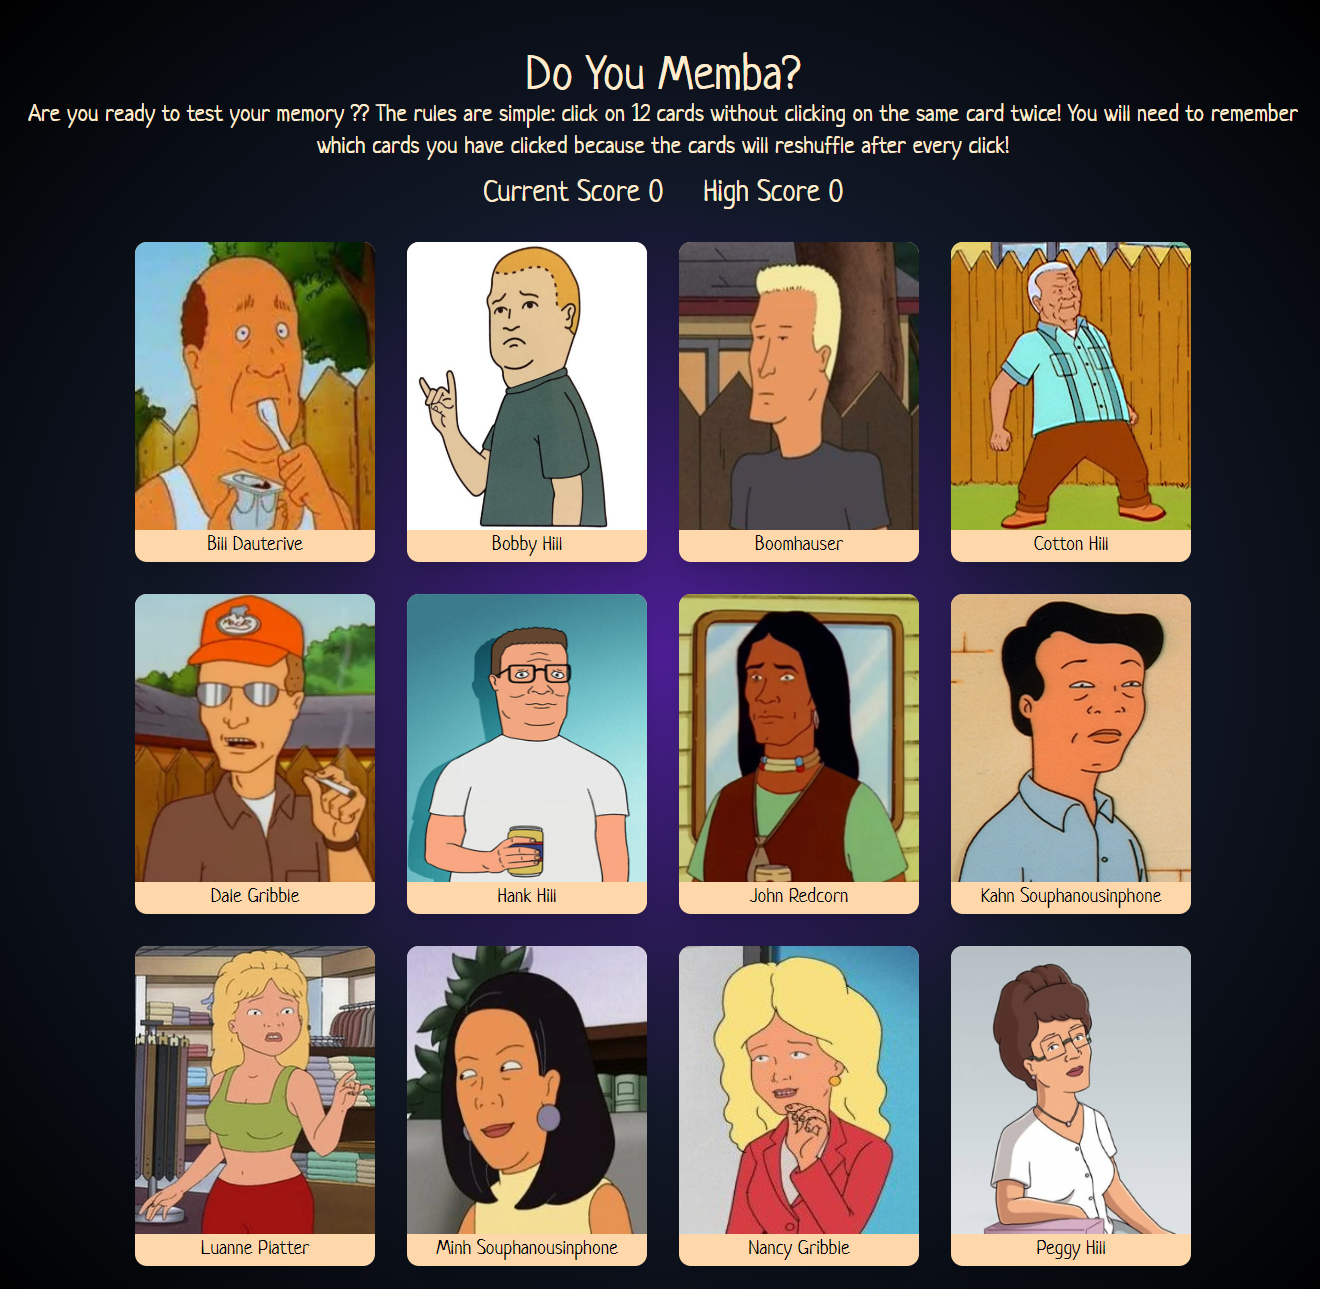 Do You Memba?
Are you ready to test your memory ?? The rules are simple: click on 12 cards without clicking on the same card twice! You will need to remember
which cards you have clicked because the cards will reshuffle after every click!
Current Score 0 High Score 0
Bill Dauterive
Bobby Hill
Boomhauser
Cotton Hill
Dale Gribble
Hank Hill
John Redcorn
Kahn Souphanousinphone
Luanne Platter
Minh Souphanousinphone
Nancy Gribble
Peggy Hill